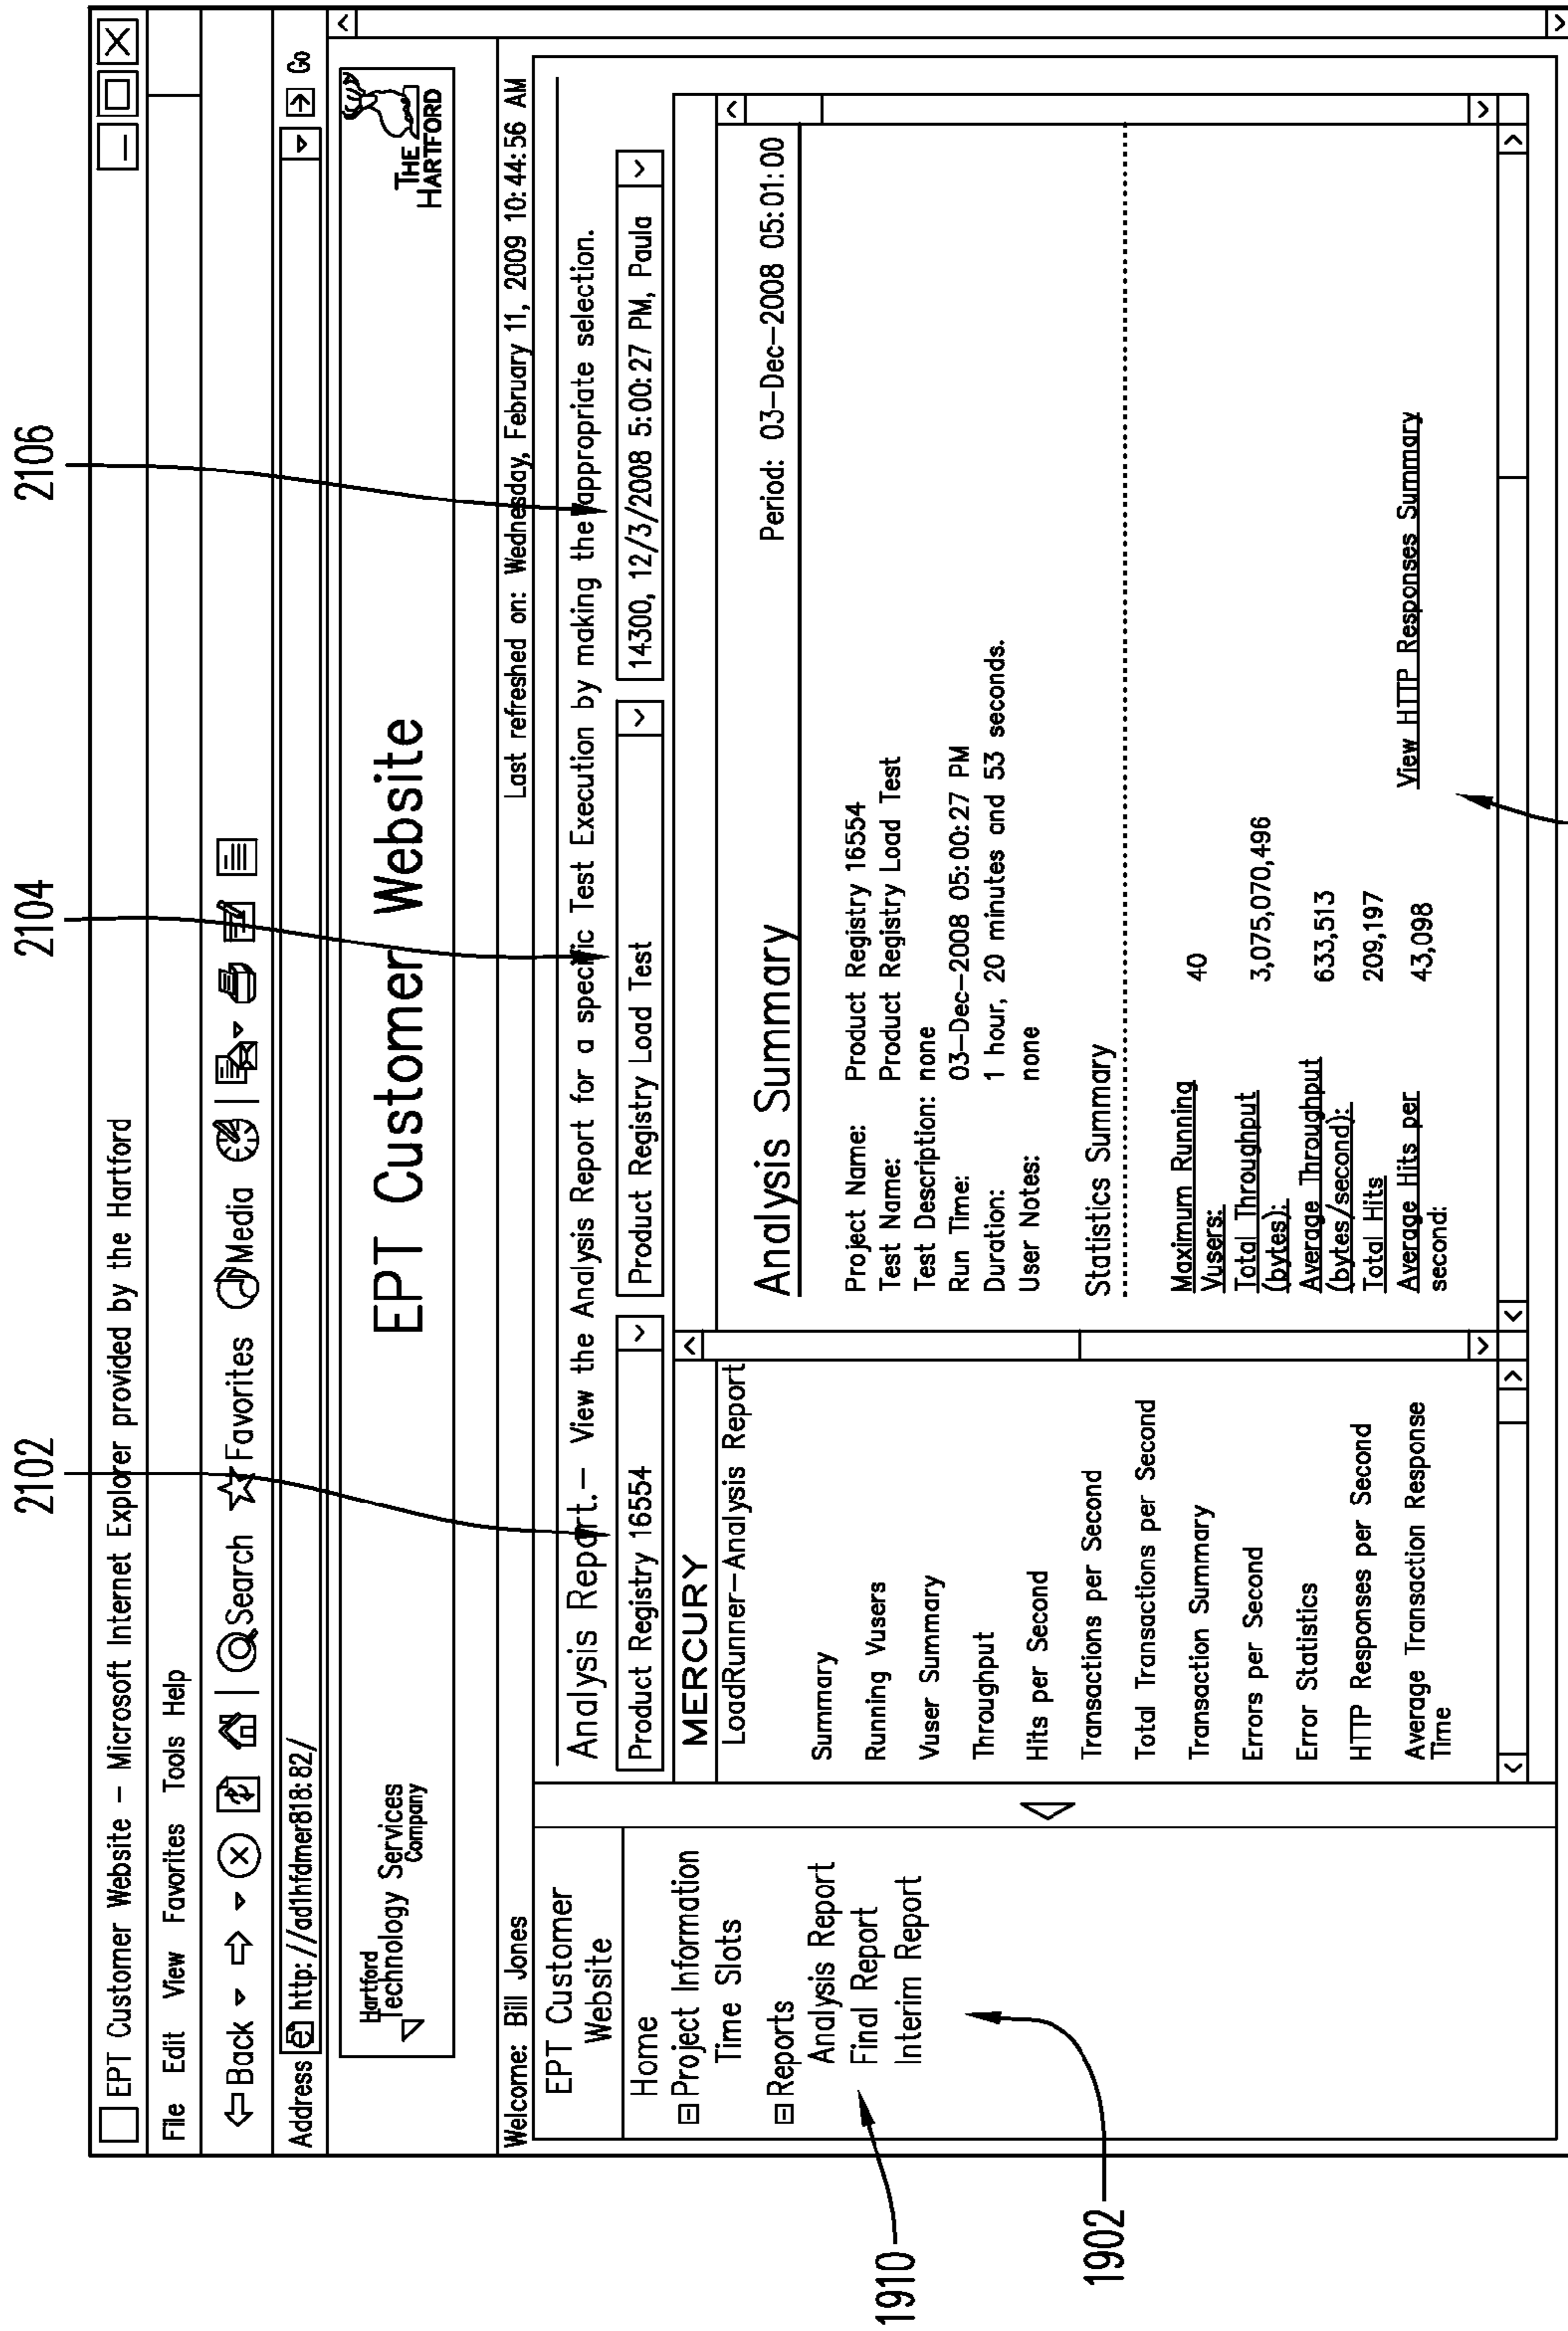 2102
2104
2106
EPT Customer Website – Microsoft Internet Explorer provided by the Hartford
File Edit View Favorites Tools Help
Back Search Favorites Media
Address http://ad1hfdmer818:82/ Go
Hartford
Technology Services
Company
EPT Customer Website
THE
HARTFORD
Welcome: Bill Jones
Last refreshed on: Wednesday, February 11, 2009 10:44:56 AM
EPT Customer
Website
Home
Project Information
Time Slots
Reports
Analysis Report
Final Report
Interim Report
1910
1902
Analysis Report.– View the Analysis Report for a specific Test Execution by making the appropriate selection.
Product Registry 16554
Product Registry Load Test
14300, 12/3/2008 5:00:27 PM, Paula
MERCURY
LoadRunner–Analysis Report
Summary
Running Vusers
Vuser Summary
Throughput
Hits per Second
Transactions per Second
Total Transactions per Second
Transaction Summary
Errors per Second
Error Statistics
HTTP Responses per Second
Average Transaction Response
Time
Analysis Summary
Period: 03–Dec–2008 05:01:00
Project Name: Product Registry 16554
Test Name: Product Registry Load Test
Test Description: none
Run Time: 03–Dec–2008 05:00:27 PM
Duration: 1 hour, 20 minutes and 53 seconds.
User Notes: none
Statistics Summary
Maximum Running
Vusers: 40
Total Throughput
(bytes): 3,075,070,496
Average Throughput
(bytes/second): 633,513
Total Hits 209,197
Average Hits per
second: 43,098
View HTTP Responses Summary